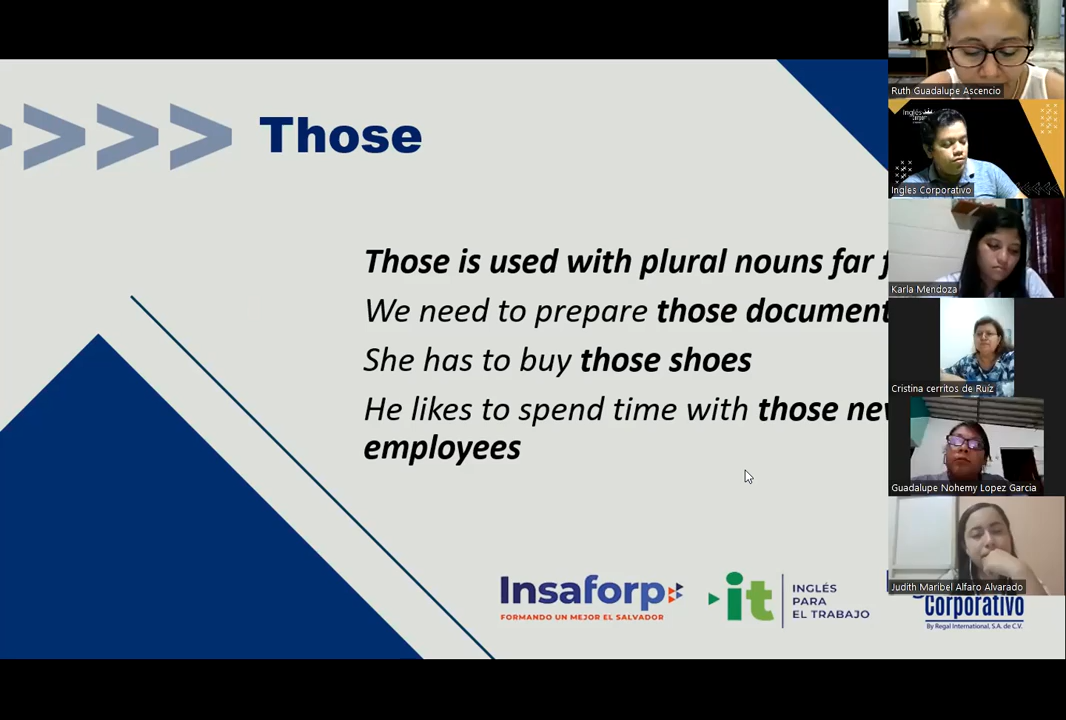 Those
Those is used with plural nouns far
We need to prepare those document
She has to buy those shoes
He likes to spend time with those
employees
Insaforp
FORMANDO UN MEJOR EL SALVADOR
it
INGLÉS
PARA
EL TRABAJO
Corporativo
By Regal International, S.A. de C.V.
Ruth Guadalupe Ascencio
Inglés
Ingles Corporativo
Karla Mendoza
Cristina cerritos de Ruíz
Guadalupe Nohemy Lopez Garcia
Judith Maribel Alfaro Alvarado